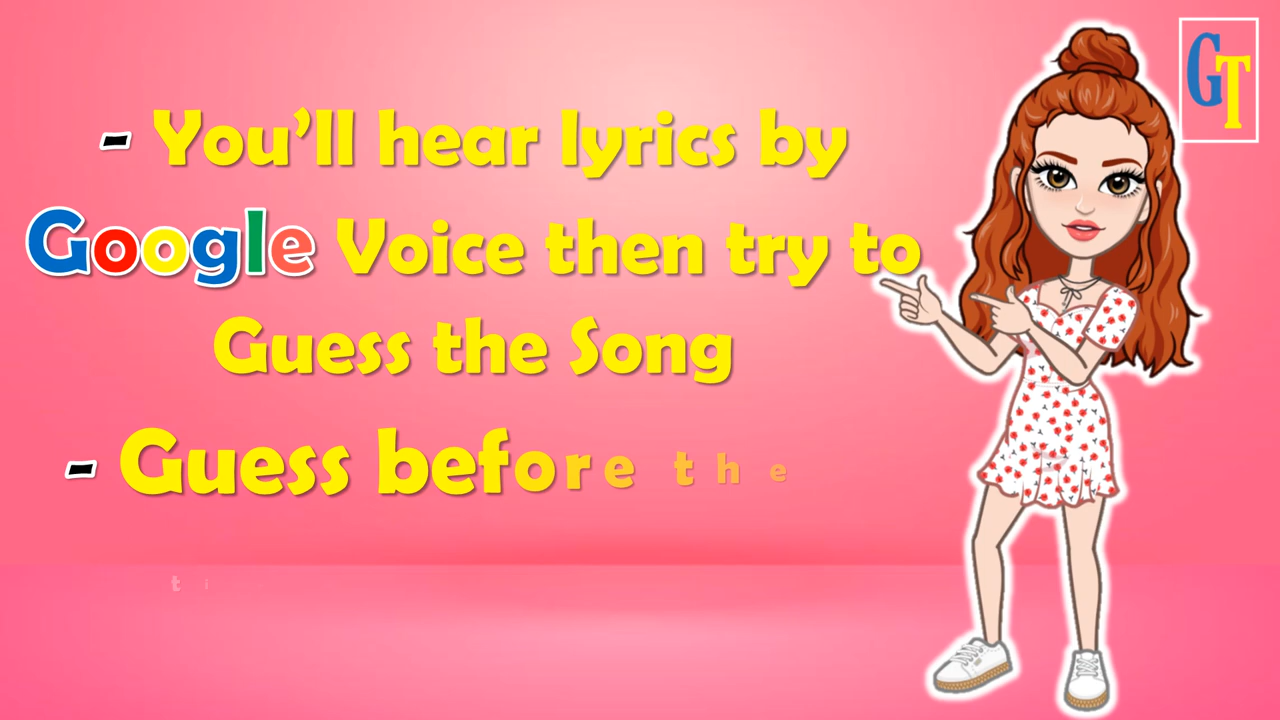 GT
- You'll hear lyrics by
Google Voice then try to
Guess the Song
- Guess before the
t i